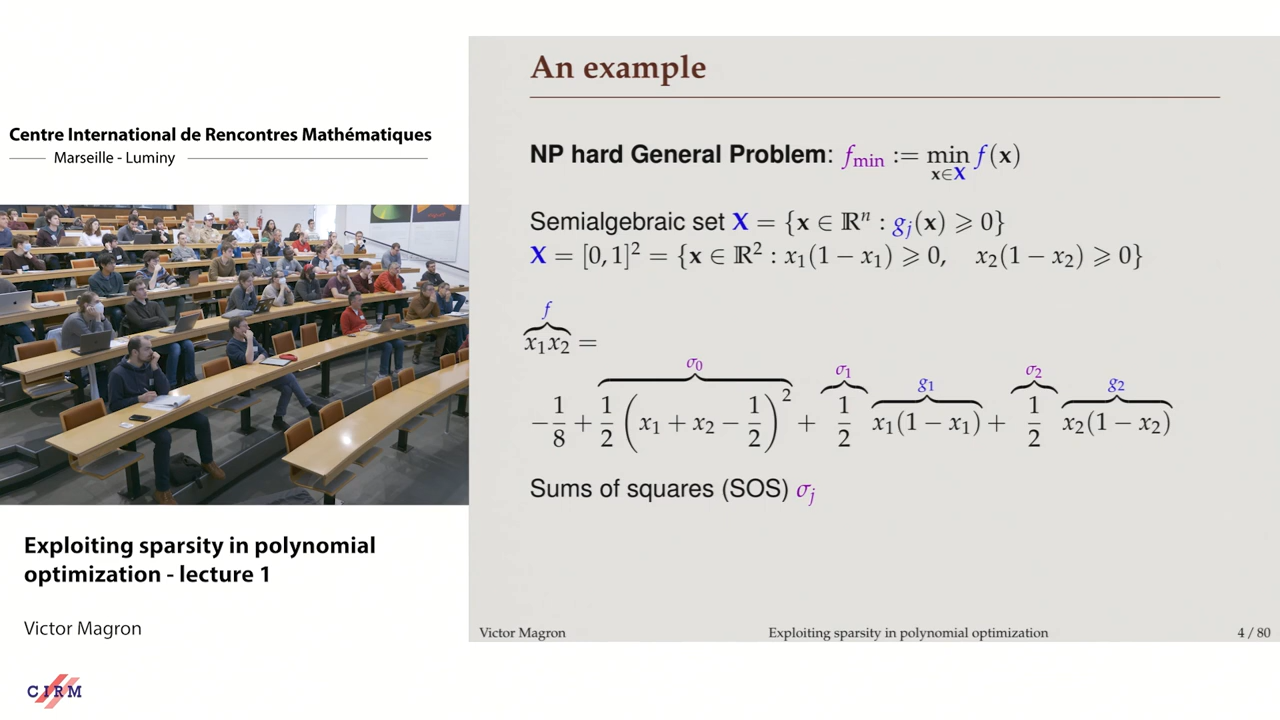 Centre International de Rencontres Mathématiques
Marseille - Luminy
Exploiting sparsity in polynomial
optimization - lecture 1
Victor Magron
CIRM
An example
NP hard General Problem: f_min := min_{x∈X} f(x)
Semialgebraic set X = {x ∈ ℝⁿ : g_j(x) ⩾ 0}
X = [0, 1]² = {x ∈ ℝ² : x₁(1 − x₁) ⩾ 0, x₂(1 − x₂) ⩾ 0}
f
x₁x₂ =
σ₀ σ₁ g₁ σ₂ g₂
−1/8 + 1/2 (x₁ + x₂ − 1/2)² + 1/2 x₁(1 − x₁) + 1/2 x₂(1 − x₂)
Sums of squares (SOS) σ_j
Victor Magron Exploiting sparsity in polynomial optimization 4 / 80